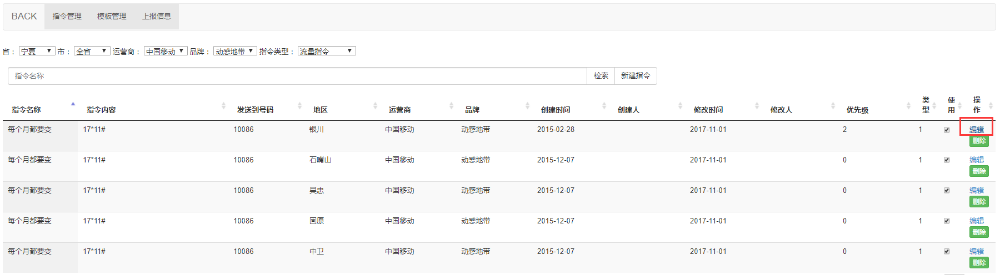 BACK 指令管理 模板管理 上报信息
省： 宁夏 市： 全省 运营商： 中国移动 品牌： 动感地带 指令类型： 流量指令
指令名称 检索 新建指令
指令名称 指令内容 发送到号码 地区 运营商 品牌 创建时间 创建人 修改时间 修改人 优先级 类型 使用 操作
每个月都要变 17*11# 10086 银川 中国移动 动感地带 2015-02-28 2017-11-01 2 1 编辑
删除
每个月都要变 17*11# 10086 石嘴山 中国移动 动感地带 2015-12-07 2017-11-01 0 1 编辑
删除
每个月都要变 17*11# 10086 吴忠 中国移动 动感地带 2015-12-07 2017-11-01 0 1 编辑
删除
每个月都要变 17*11# 10086 固原 中国移动 动感地带 2015-12-07 2017-11-01 0 1 编辑
删除
每个月都要变 17*11# 10086 中卫 中国移动 动感地带 2015-12-07 2017-11-01 0 1 编辑
删除